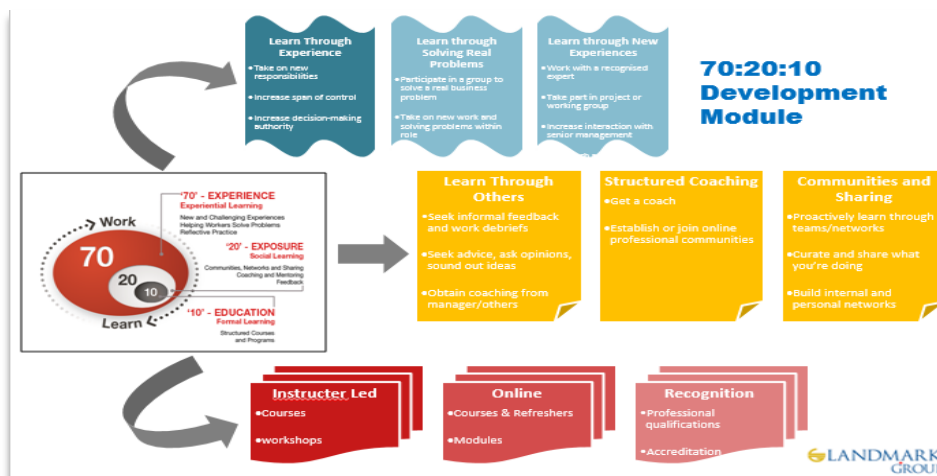 Learn Through
Experience
•Take on new
responsibilities
•Increase span of control
•Increase decision-making
authority
Learn through
Solving Real
Problems
•Participate in a group to
solve a real business
problem
•Take on new work and
solving problems within
role
Learn through New
Experiences
•Work with a recognised
expert
•Take part in project or
working group
•Increase interaction with
senior management
70:20:10
Development
Module
'70' - EXPERIENCE
Experiential Learning
New and Challenging Experiences
Helping Workers Solve Problems
Reflective Practice
'20' - EXPOSURE
Social Learning
Communities, Networks and Sharing
Coaching and Mentoring
Feedback
'10' - EDUCATION
Formal Learning
Structured Courses
and Programs
Work
70
20
10
Learn
Learn Through
Others
•Seek informal feedback
and work debriefs
•Seek advice, ask opinions,
sound out ideas
•Obtain coaching from
manager/others
Structured Coaching
•Get a coach
•Establish or join online
professional communities
Communities and
Sharing
•Proactively learn through
teams/networks
•Curate and share what
you're doing
•Build internal and
personal networks
Instructer Led
•Courses
•workshops
Online
•Courses & Refreshers
•Modules
Recognition
•Professional
qualifications
•Accreditation
LANDMARK
GROUP